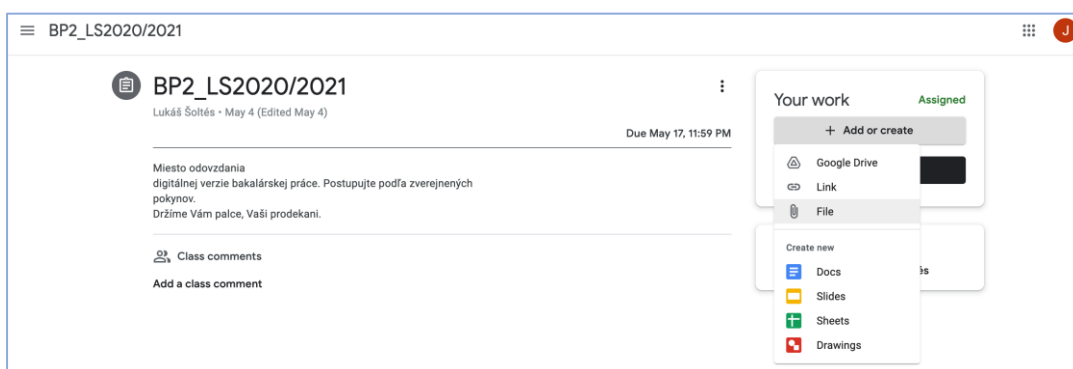 BP2_LS2020/2021
J
BP2_LS2020/2021
Lukáš Šoltés • May 4 (Edited May 4)
Due May 17, 11:59 PM
Miesto odovzdania
digitálnej verzie bakalárskej práce. Postupujte podľa zverejnených
pokynov.
Držíme Vám palce, Vaši prodekani.
Class comments
Add a class comment
Your work
Assigned
+ Add or create
Google Drive
Link
File
Create new
Docs
Slides
Sheets
Drawings